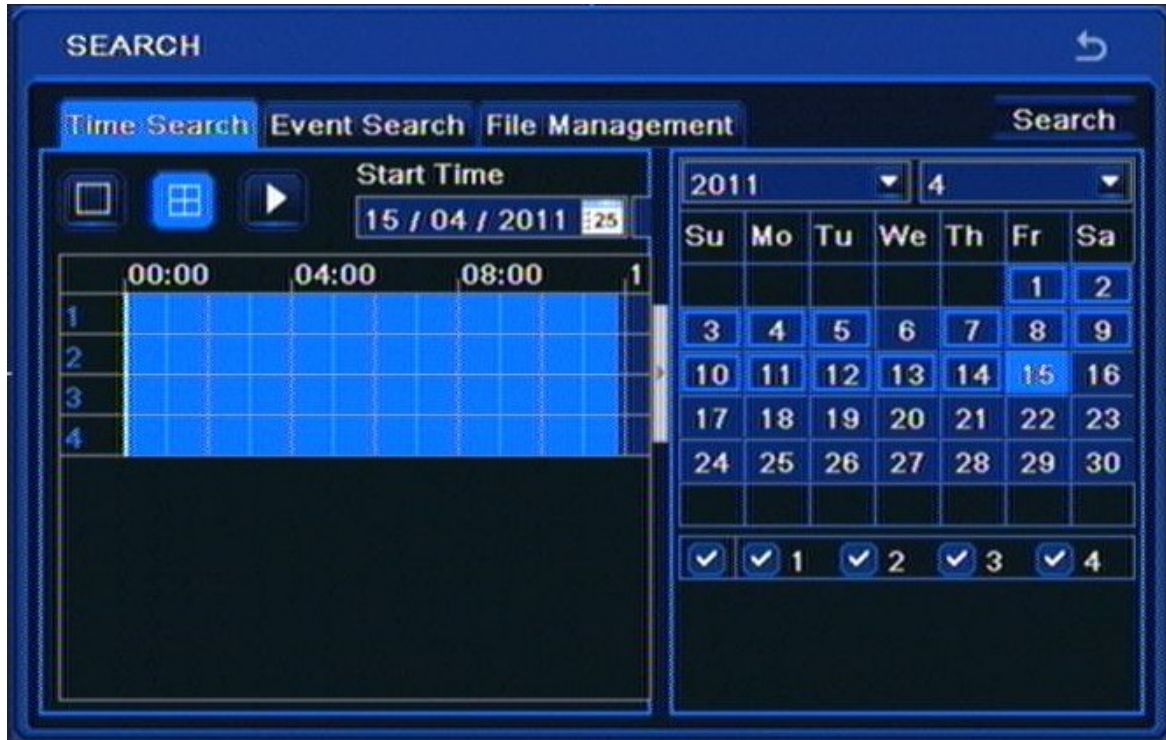 SEARCH
Time Search Event Search File Management Search
Start Time
15 / 04 / 2011 25
00:00 04:00 08:00 1
1
2
3
4
2011 4
Su Mo Tu We Th Fr Sa
1 2
3 4 5 6 7 8 9
10 11 12 13 14 15 16
17 18 19 20 21 22 23
24 25 26 27 28 29 30
1 2 3 4